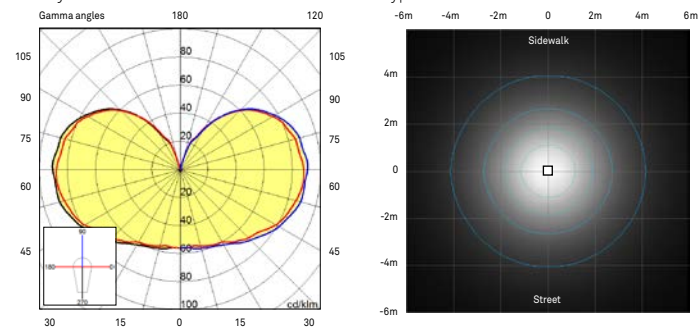 Gamma angles 180 120
105 105
90 90
75 75
60 60
45 45
30 15 0 15 30
80
60
40
20
20
40
60
80
100
cd/klm
90
180 0
270
-6m -4m -2m 0 2m 4m 6m
Sidewalk
4m
2m
0
-2m
-4m
-6m
Street